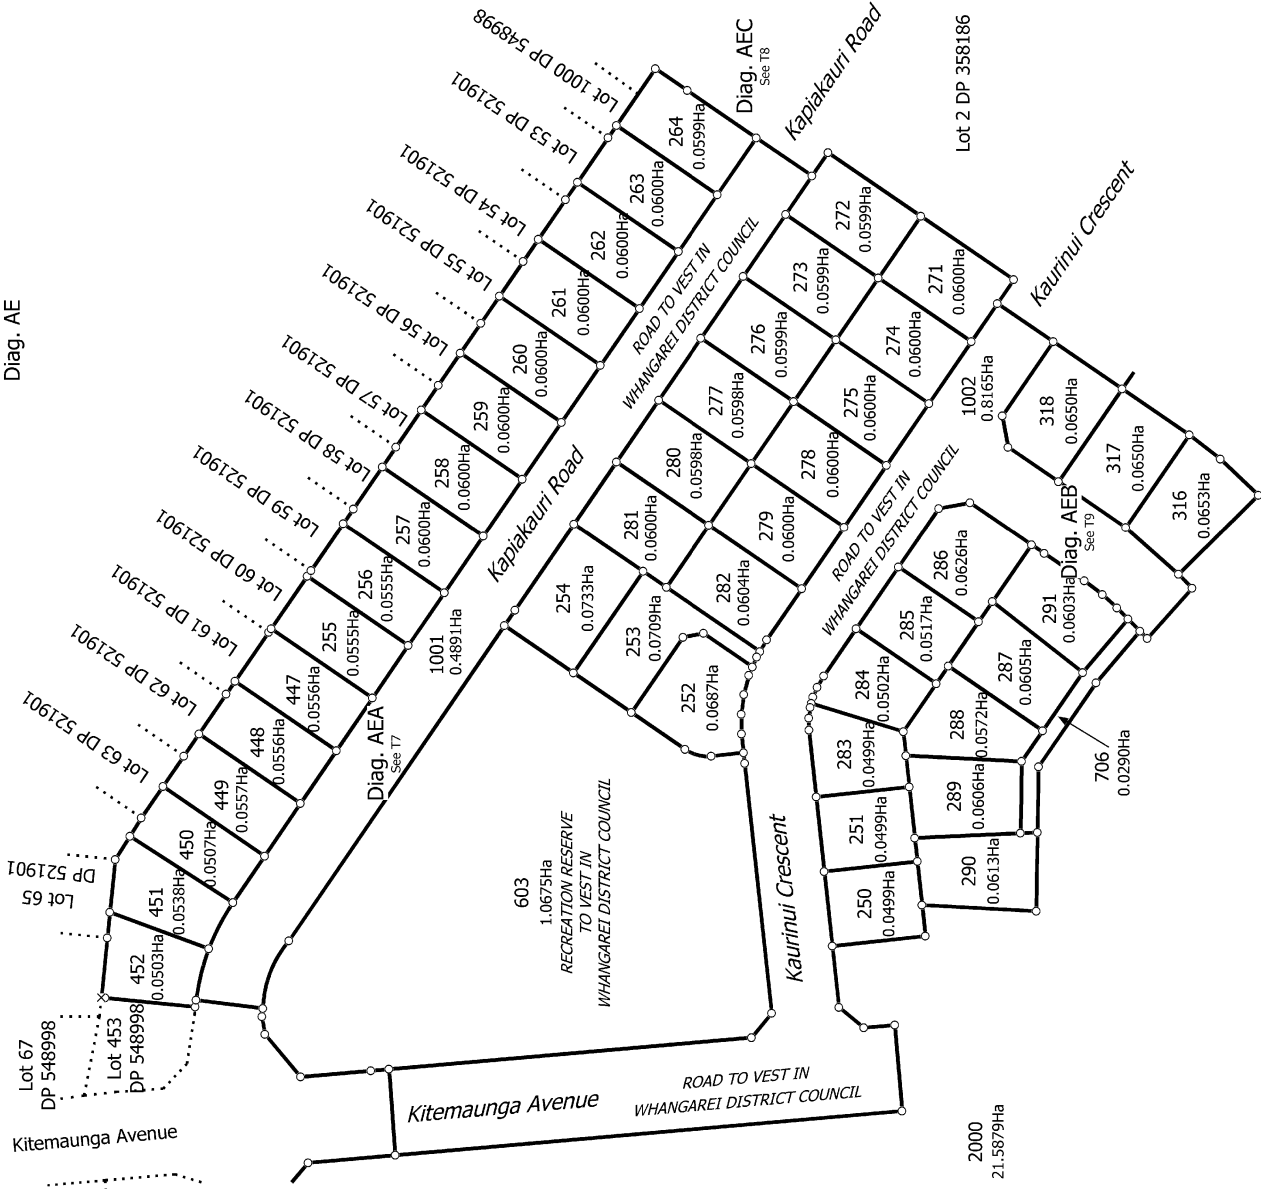 Diag. AE
Lot 1000 DP 548998
Lot 53 DP 521901
Lot 54 DP 521901
Lot 55 DP 521901
Lot 56 DP 521901
Lot 57 DP 521901
Lot 58 DP 521901
Lot 59 DP 521901
Lot 60 DP 521901
Lot 61 DP 521901
Lot 62 DP 521901
Lot 63 DP 521901
Lot 65
DP 521901
Lot 67
DP 548998
Lot 453
DP 548998
Diag. AEC
See T8
Kapiakauri Road
Lot 2 DP 358186
Kaurinui Crescent
264
0.0599Ha
263
0.0600Ha
262
0.0600Ha
261
0.0600Ha
260
0.0600Ha
259
0.0600Ha
258
0.0600Ha
257
0.0600Ha
256
0.0555Ha
255
0.0555Ha
447
0.0556Ha
448
0.0556Ha
449
0.0557Ha
450
0.0507Ha
451
0.0538Ha
452
0.0503Ha
ROAD TO VEST IN
WHANGAREI DISTRICT COUNCIL
Kapiakauri Road
1001
0.4891Ha
Diag. AEA
See T7
272
0.0599Ha
271
0.0600Ha
273
0.0599Ha
274
0.0600Ha
276
0.0599Ha
275
0.0600Ha
277
0.0598Ha
278
0.0600Ha
280
0.0598Ha
279
0.0600Ha
281
0.0600Ha
282
0.0604Ha
254
0.0733Ha
253
0.0709Ha
252
0.0687Ha
1002
0.8165Ha
318
0.0650Ha
317
0.0650Ha
316
0.0653Ha
Diag. AEB
See T9
ROAD TO VEST IN
WHANGAREI DISTRICT COUNCIL
286
0.0626Ha
291
0.0603Ha
285
0.0517Ha
287
0.0605Ha
284
0.0502Ha
288
0.0572Ha
283
0.0499Ha
289
0.0606Ha
251
0.0499Ha
290
0.0613Ha
250
0.0499Ha
706
0.0290Ha
603
1.0675Ha
RECREATION RESERVE
TO VEST IN
WHANGAREI DISTRICT COUNCIL
Kaurinui Crescent
Kitemaunga Avenue
Kitemaunga Avenue
ROAD TO VEST IN
WHANGAREI DISTRICT COUNCIL
2000
21.5879Ha